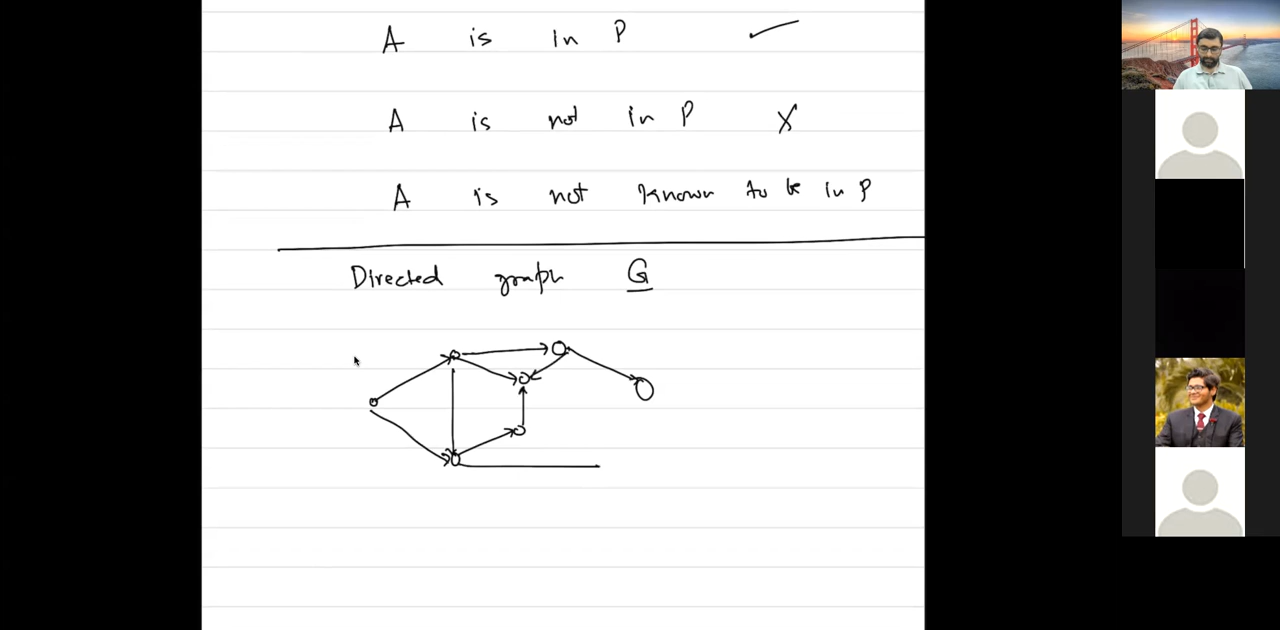 A is in P ✓
A is not in P X
A is not known to be in P
Directed graph G